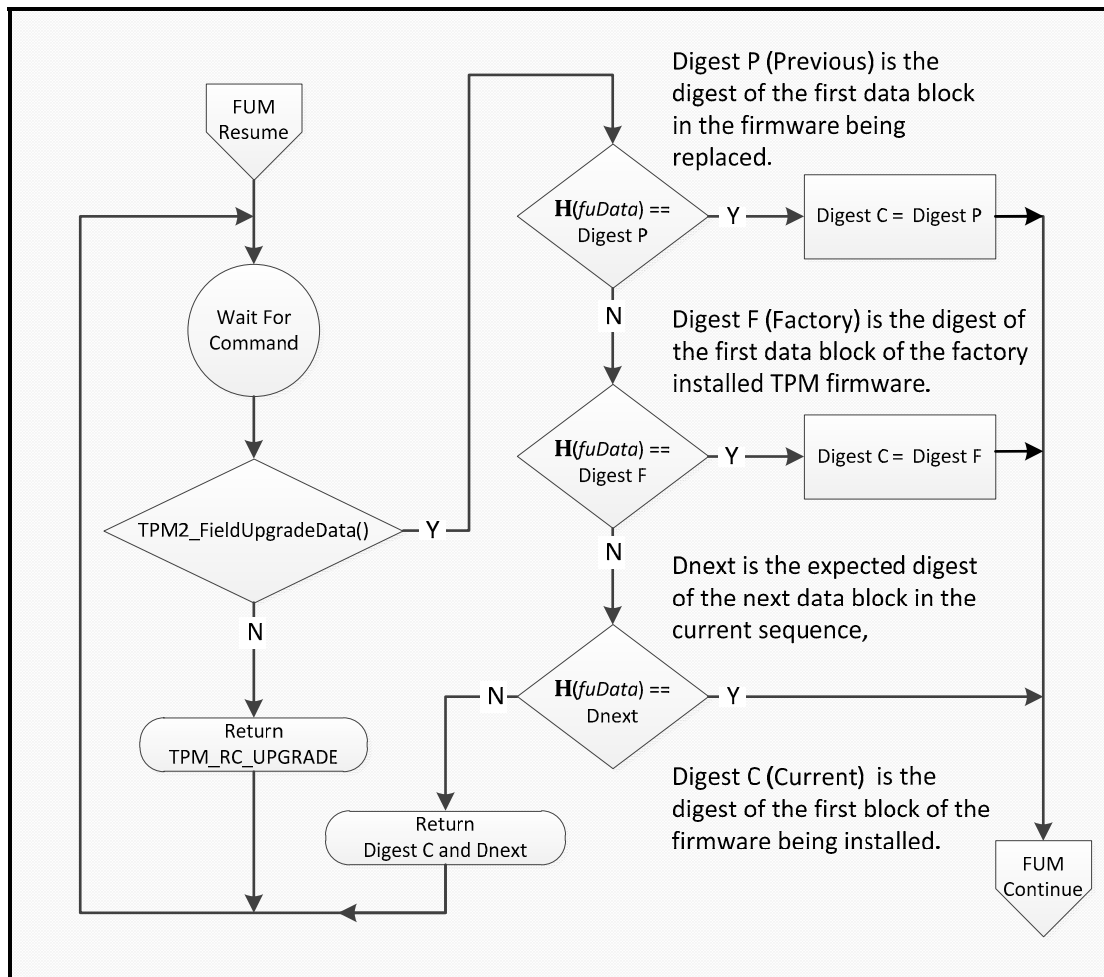 FUM
Resume
Wait For
Command
TPM2_FieldUpgradeData()
Y
N
Return
TPM_RC_UPGRADE
Digest P (Previous) is the
digest of the first data block
in the firmware being
replaced.
H(fuData) ==
Digest P
Y
Digest C = Digest P
N
Digest F (Factory) is the digest of
the first data block of the factory
installed TPM firmware.
H(fuData) ==
Digest F
Y
Digest C = Digest F
N
Dnext is the expected digest
of the next data block in the
current sequence,
H(fuData) ==
Dnext
N
Y
Return
Digest C and Dnext
Digest C (Current) is the
digest of the first block of the
firmware being installed.
FUM
Continue